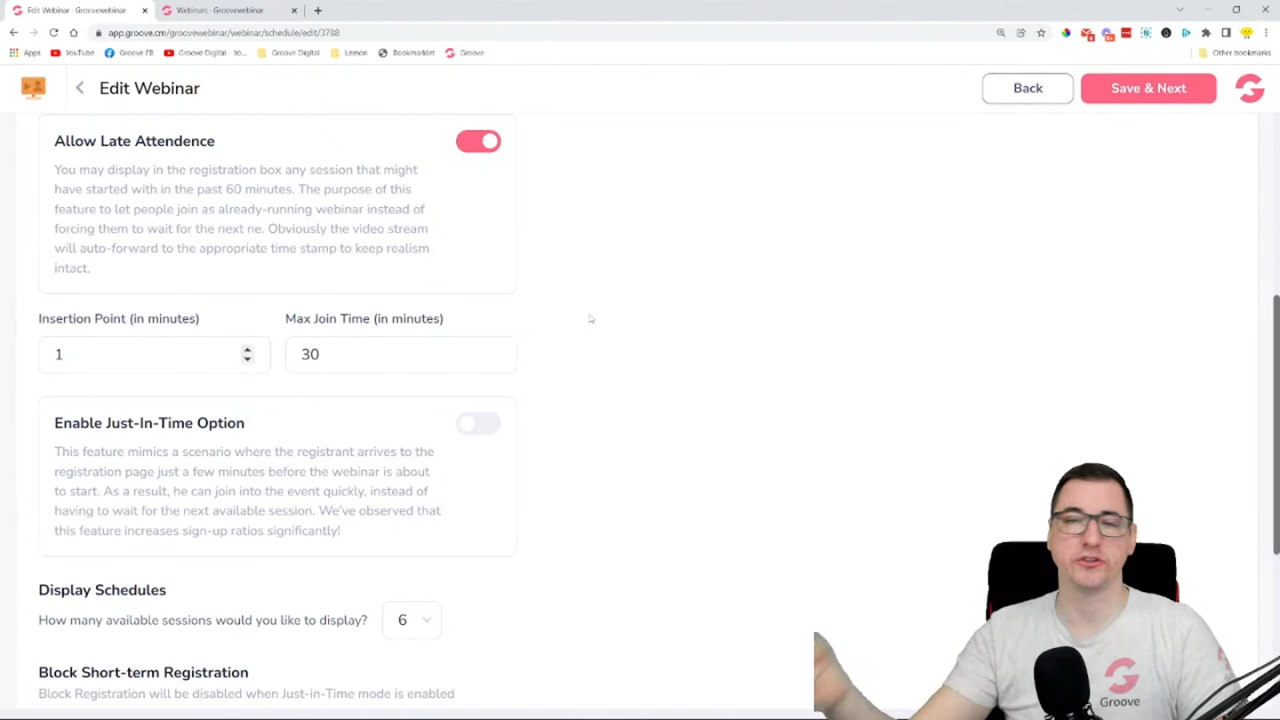 Edit Webinar - Groovewebinar
Webinars - Groovewebinar
app.groove.cm/groovewebinar/webinar/schedule/edit/3788
Apps YouTube Groove FB Groove Digital - Yo... Groove Digital Lemon Bookmarklet Groove Other bookmarks
Edit Webinar
Back
Save & Next
Allow Late Attendence
You may display in the registration box any session that might
have started with in the past 60 minutes. The purpose of this
feature to let people join as already-running webinar instead of
forcing them to wait for the next ne. Obviously the video stream
will auto-forward to the appropriate time stamp to keep realism
intact.
Insertion Point (in minutes)
Max Join Time (in minutes)
1
30
Enable Just-In-Time Option
This feature mimics a scenario where the registrant arrives to the
registration page just a few minutes before the webinar is about
to start. As a result, he can join into the event quickly, instead of
having to wait for the next available session. We've observed that
this feature increases sign-up ratios significantly!
Display Schedules
How many available sessions would you like to display?
6
Block Short-term Registration
Block Registration will be disabled when Just-in-Time mode is enabled
Groove